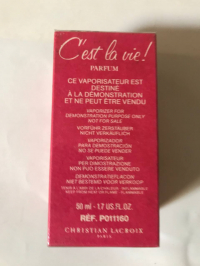 C'est la vie!
PARFUM
CE VAPORISATEUR EST
DESTINÉ
À LA DÉMONSTRATION
ET NE PEUT ÊTRE VENDU
VAPORIZER FOR
DEMONSTRATION PURPOSE ONLY
NOT FOR SALE
VORFÜHR ZERSTÄUBER
NICHT VERKÄUFLICH
VAPORIZADOR
PARA DEMOSTRACIÓN
NO SE PUEDE VENDER
VAPORISATEUR
PER DIMOSTRAZIONE
NON PUÒ ESSERE VENDUTO
DEMONSTRATIEFLACON
NIET BESTEMD VOOR VERKOOP
50 ml - 1.7 US.FL.OZ.
RÉF. P011160
CHRISTIAN LACROIX
PARIS